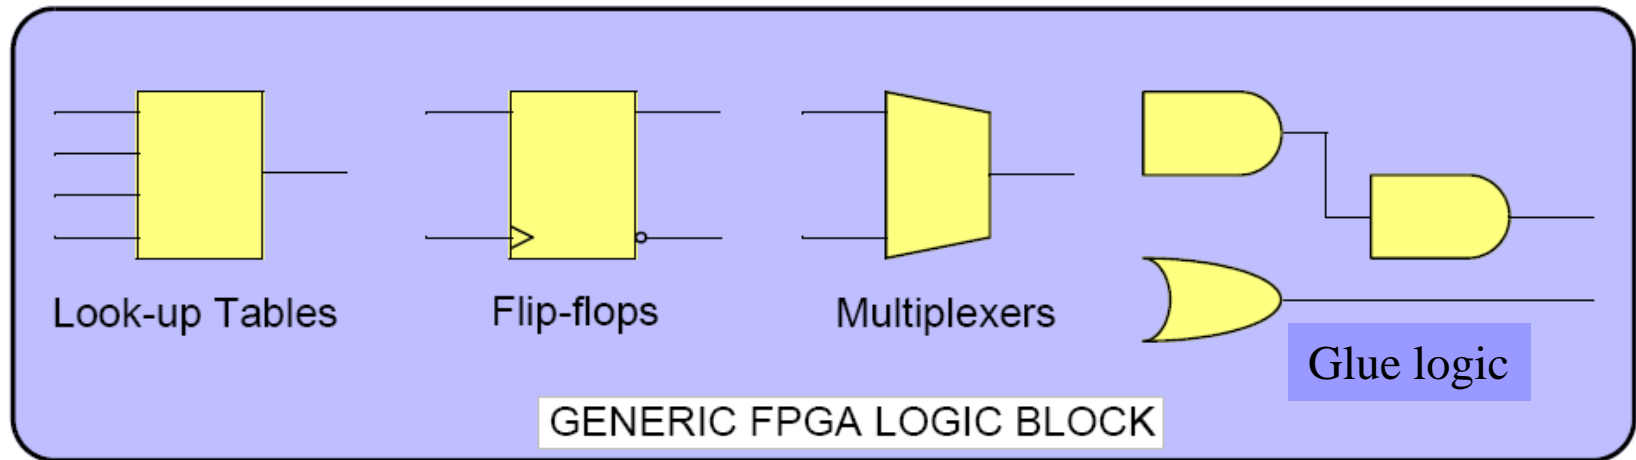 Look-up Tables
Flip-flops
Multiplexers
Glue logic
GENERIC FPGA LOGIC BLOCK